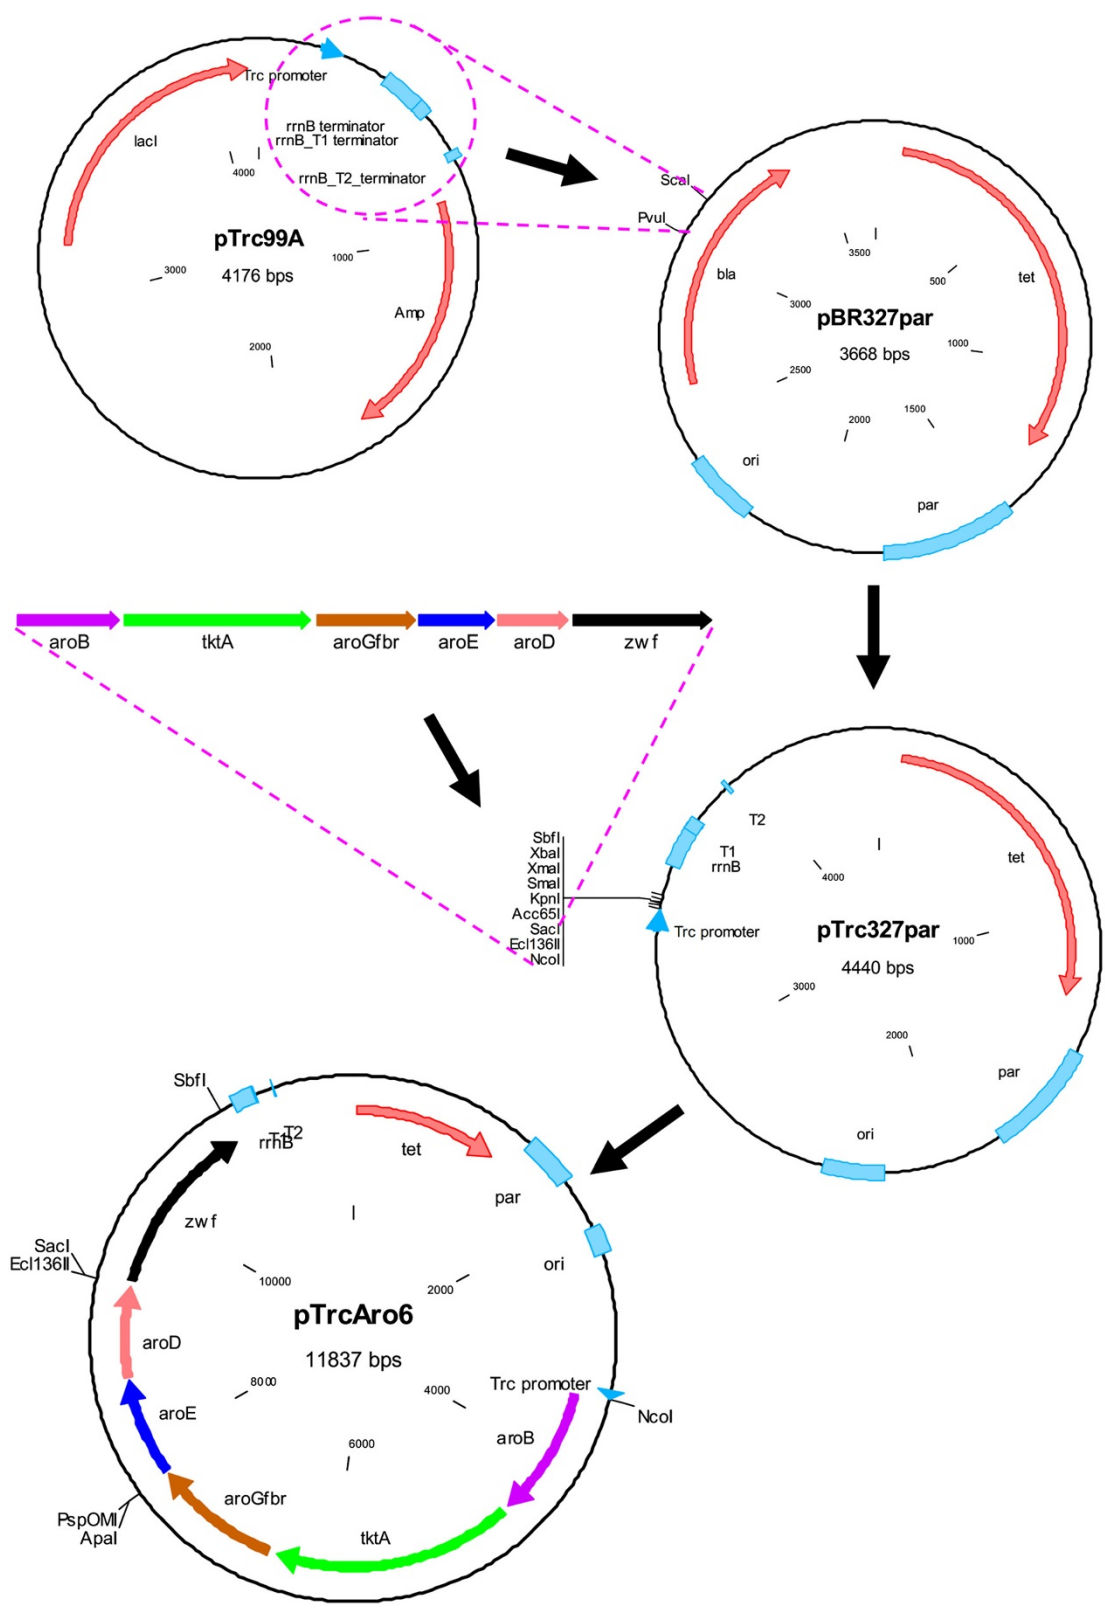 Trc promoter
lacI
rrnB terminator
rrnB_T1 terminator
4000
rrnB_T2_terminator
pTrc99A
4176 bps
1000
3000
Amp
2000
ScaI
PvuI
bla
3500
500
tet
3000
pBR327par
3668 bps
1000
2500
1500
2000
ori
par
aroB
tktA
aroGfbr
aroE
aroD
zwf
T2
T1
rrnB
tet
4000
SbfI
XbaI
XmaI
SmaI
KpnI
Acc65I
SacI
Ecl136II
NcoI
Trc promoter
pTrc327par
4440 bps
1000
3000
2000
par
ori
SbfI
T1
T2
rrnB
tet
par
zwf
ori
SacI
Ecl136II
10000
2000
pTrcAro6
11837 bps
aroD
8000
4000
Trc promoter
NcoI
aroE
aroB
6000
aroGfbr
PspOMI
ApaI
tktA